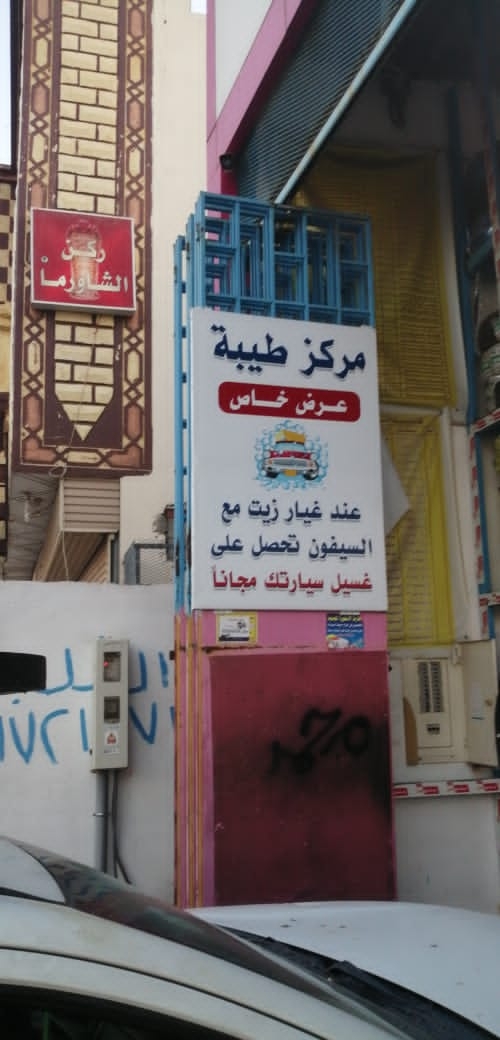 ركن
الشاورما
مركز طيبة
عرض خاص
عند غيار زيت مع
السيفون تحصل على
غسيل سيارتك مجاناً